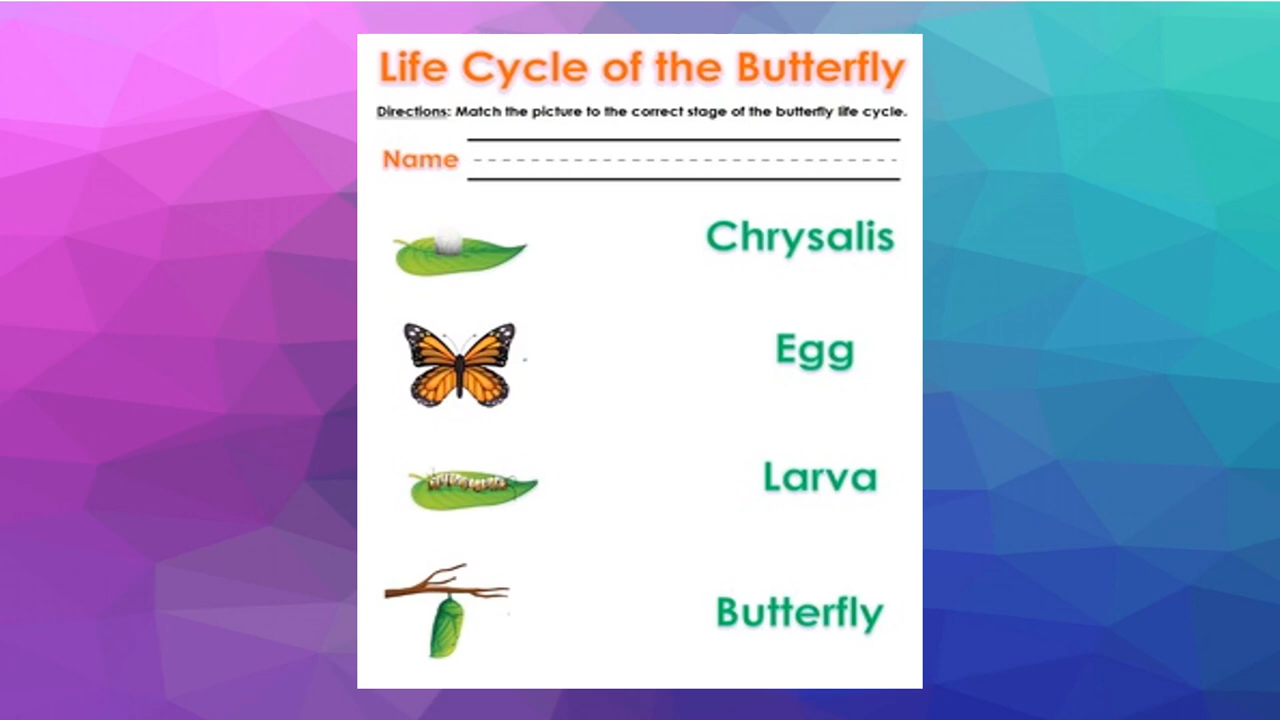 Life Cycle of the Butterfly
Directions: Match the picture to the correct stage of the butterfly life cycle.
Name
Chrysalis
Egg
Larva
Butterfly